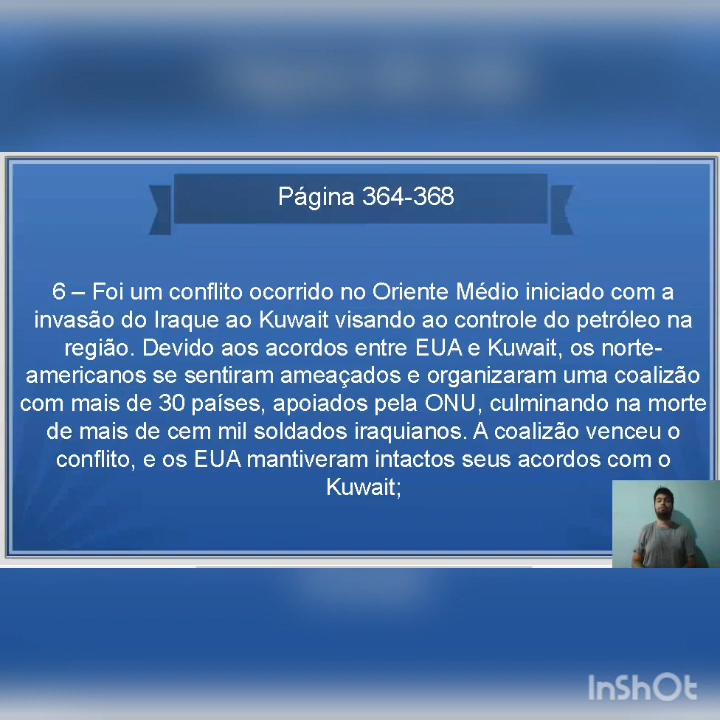 Página 364-368
6 – Foi um conflito ocorrido no Oriente Médio iniciado com a
invasão do Iraque ao Kuwait visando ao controle do petróleo na
região. Devido aos acordos entre EUA e Kuwait, os norte-
americanos se sentiram ameaçados e organizaram uma coalizão
com mais de 30 países, apoiados pela ONU, culminando na morte
de mais de cem mil soldados iraquianos. A coalizão venceu o
conflito, e os EUA mantiveram intactos seus acordos com o
Kuwait;
InShOt